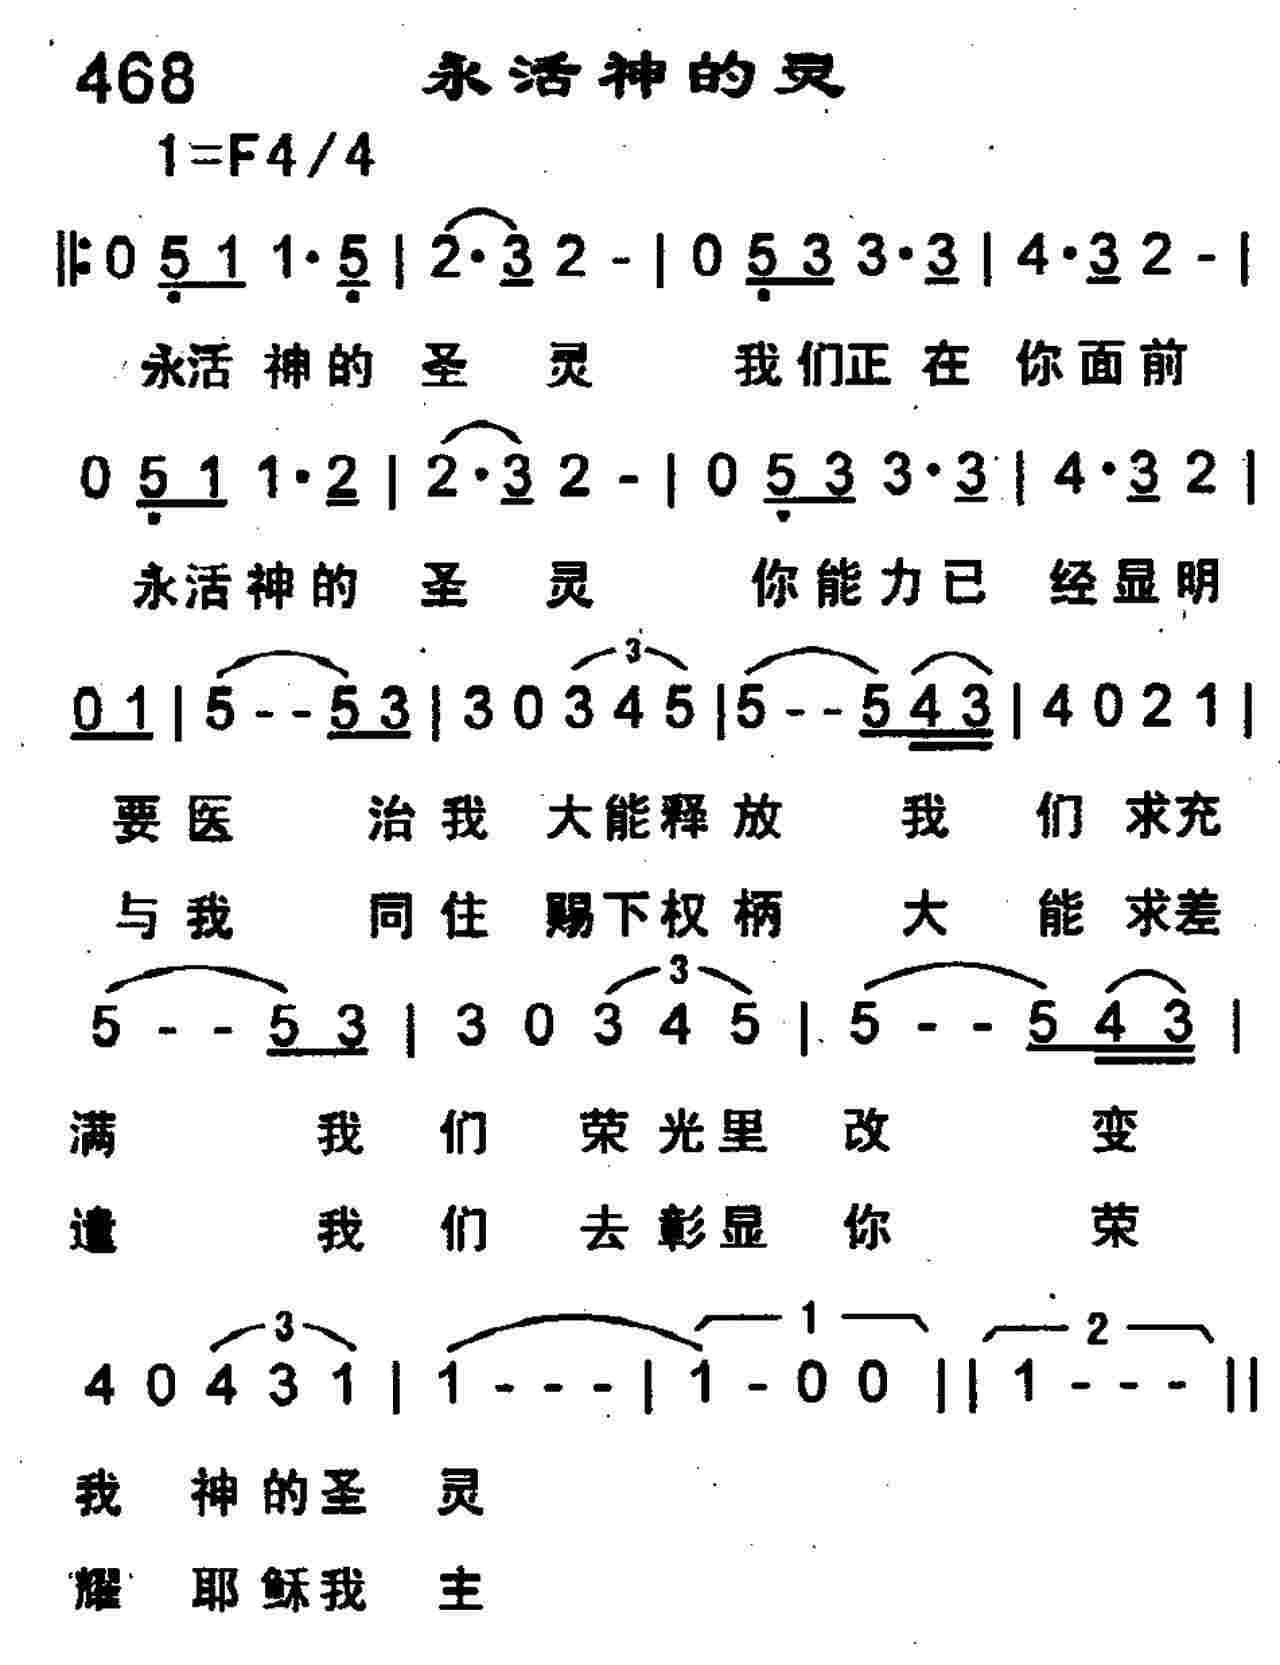 468 永活神的灵
1=F4/4
‖: 0 5 1 1· 5 | 2· 3 2 - | 0 5 3 3· 3 | 4· 3 2 - |
永活 神的 圣 灵 我们正 在 你面前
0 5 1 1· 2 | 2· 3 2 - | 0 5 3 3· 3 | 4· 3 2 |
永活神的 圣 灵 你能力已 经显明
3
0 1 | 5 - - 5 3 | 3 0 3 4 5 | 5 - - 5 4 3 | 4 0 2 1 |
要医 治我 大能释放 我 们 求充
与我 同住 赐下权柄 大 能 求差
3
5 - - 5 3 | 3 0 3 4 5 | 5 - - 5 4 3 |
满 我 们 荣光里 改 变
遣 我 们 去彰显 你 荣
3 1 2
4 0 4 3 1 | 1 - - - | 1 - 0 0 ‖ 1 - - - ‖
我 神的圣 灵
耀 耶稣我 主